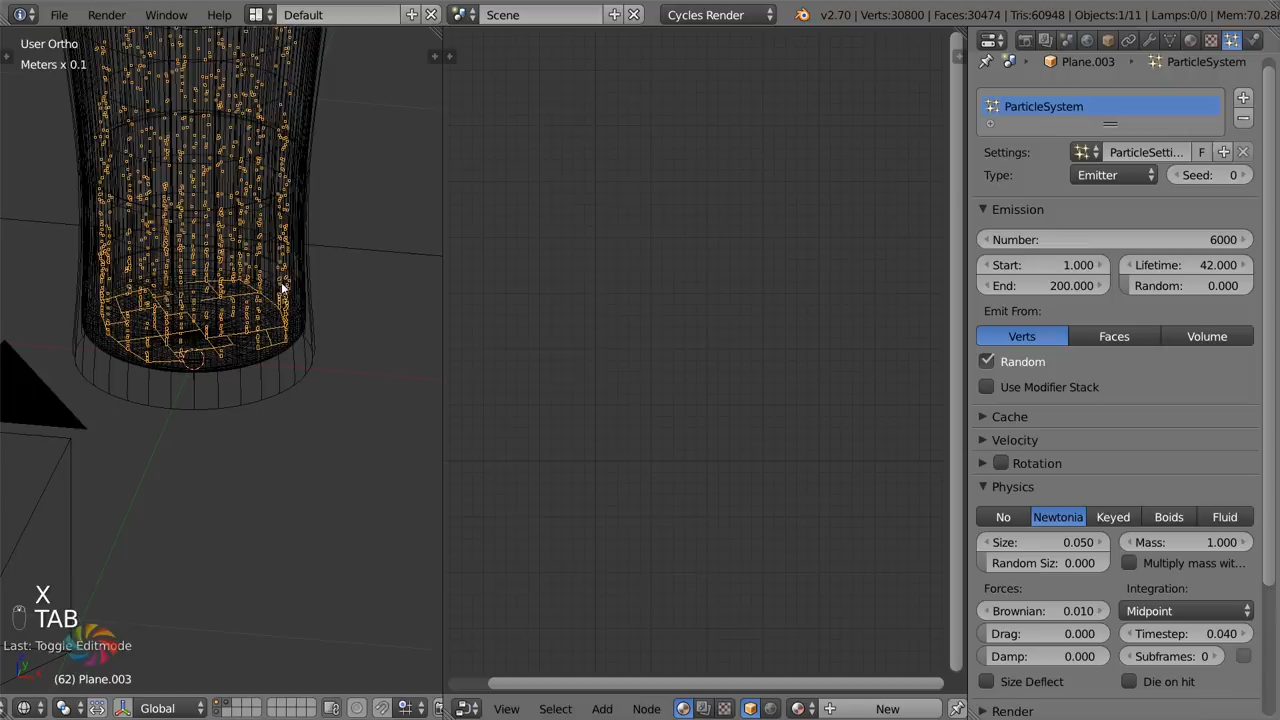 File Render Window Help Default Scene Cycles Render v2.70 | Verts:30800 | Faces:30474 | Tris:60948 | Objects:1/11 | Lamps:0/0 | Mem:70.28
User Ortho
Meters x 0.1
Plane.003 ParticleSystem
ParticleSystem
Settings: ParticleSetti... F
Type: Emitter Seed: 0
Emission
Number: 6000
Start: 1.000 Lifetime: 42.000
End: 200.000 Random: 0.000
Emit From:
Verts Faces Volume
Random
Use Modifier Stack
Cache
Velocity
Rotation
Physics
No Newtonia Keyed Boids Fluid
Size: 0.050 Mass: 1.000
Random Siz: 0.000 Multiply mass wit...
Forces: Integration:
Brownian: 0.010 Midpoint
Drag: 0.000 Timestep: 0.040
Damp: 0.000 Subframes: 0
Size Deflect Die on hit
Render
X
TAB
Last: Toggle Editmode
(62) Plane.003
Global View Select Add Node New